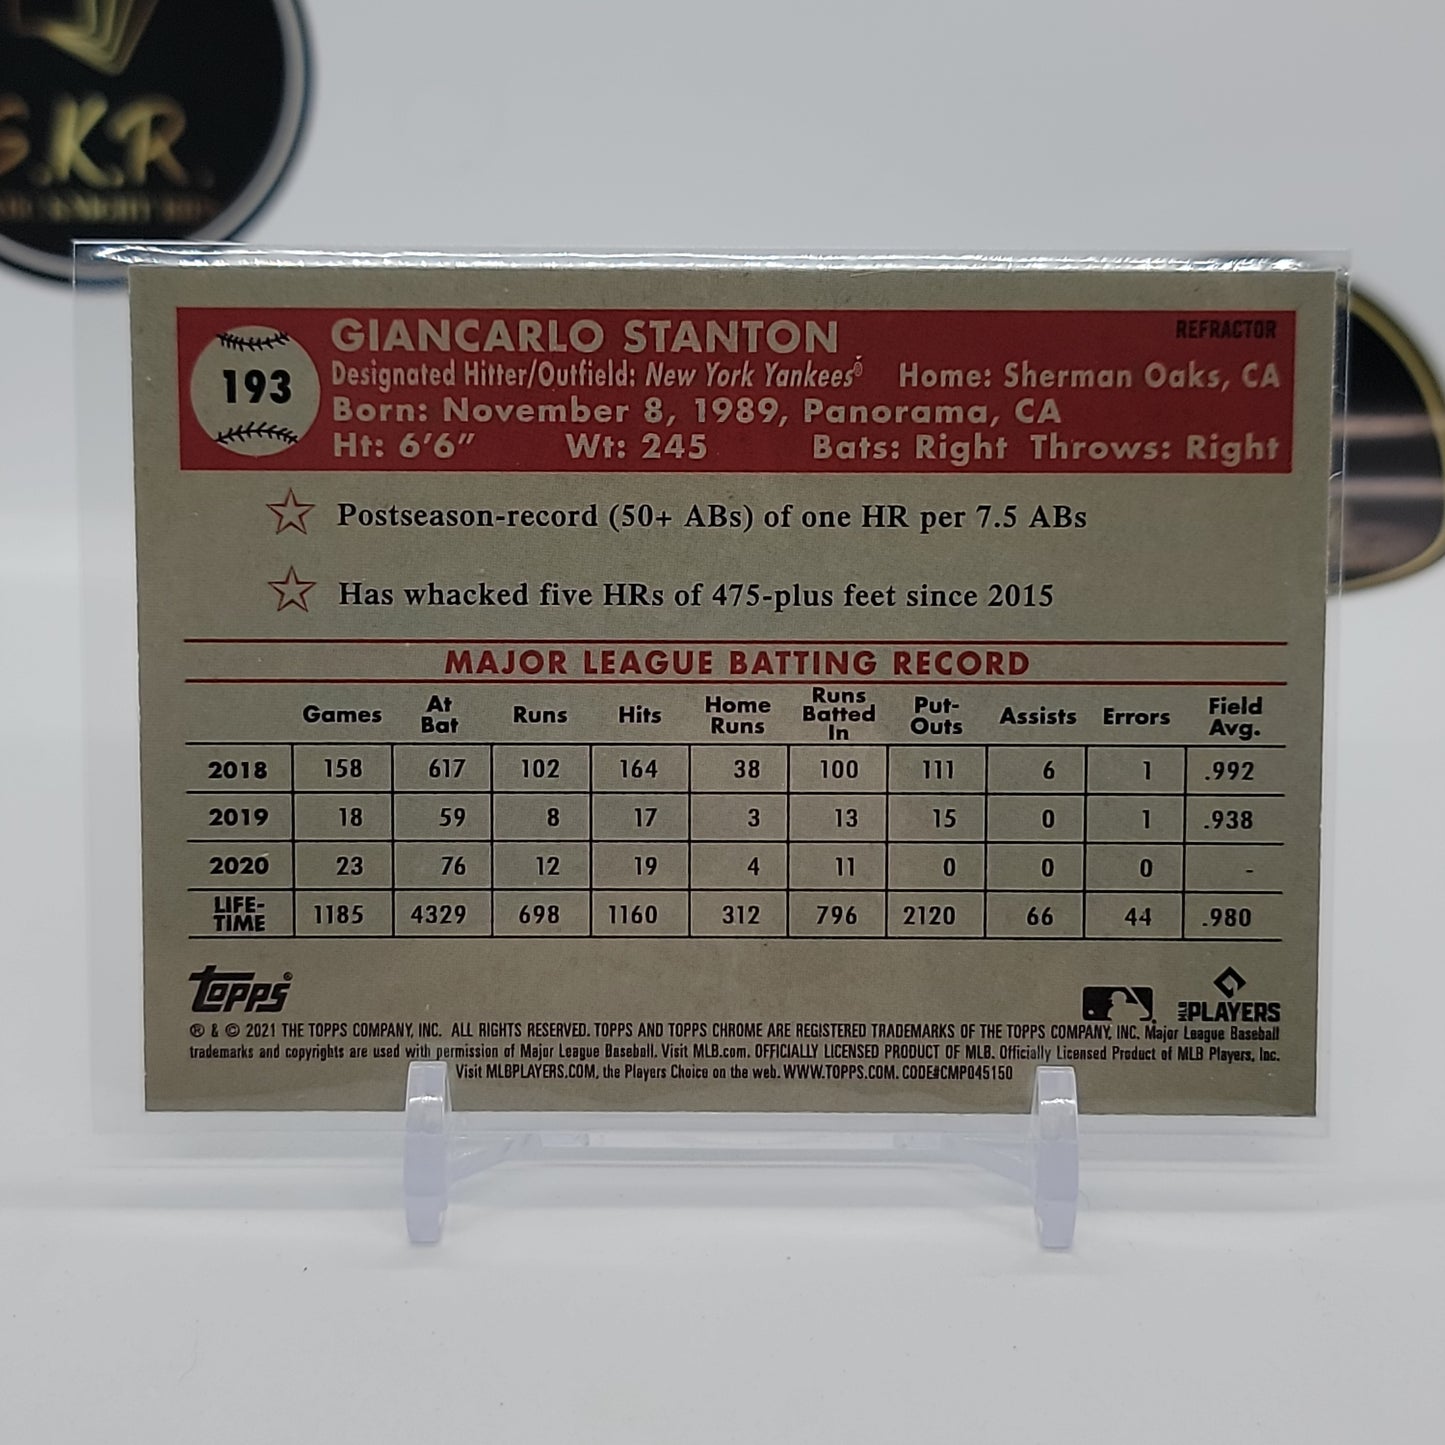 G.K.R.
193
GIANCARLO STANTON
REFRACTOR
Designated Hitter/Outfield: New York Yankees® Home: Sherman Oaks, CA
Born: November 8, 1989, Panorama, CA
Ht: 6'6" Wt: 245 Bats: Right Throws: Right
Postseason-record (50+ ABs) of one HR per 7.5 ABs
Has whacked five HRs of 475-plus feet since 2015
MAJOR LEAGUE BATTING RECORD
Games At Bat Runs Hits Home Runs Runs Batted In Put-Outs Assists Errors Field Avg.
2018 158 617 102 164 38 100 111 6 1 .992
2019 18 59 8 17 3 13 15 0 1 .938
2020 23 76 12 19 4 11 0 0 0 -
LIFE-TIME 1185 4329 698 1160 312 796 2120 66 44 .980
topps®
MLB PLAYERS
® & © 2021 THE TOPPS COMPANY, INC. ALL RIGHTS RESERVED. TOPPS AND TOPPS CHROME ARE REGISTERED TRADEMARKS OF THE TOPPS COMPANY, INC. Major League Baseball
trademarks and copyrights are used with permission of Major League Baseball. Visit MLB.com. OFFICIALLY LICENSED PRODUCT OF MLB. Officially Licensed Product of MLB Players, Inc.
Visit MLBPLAYERS.COM, the Players Choice on the web. WWW.TOPPS.COM. CODE#CMP045150